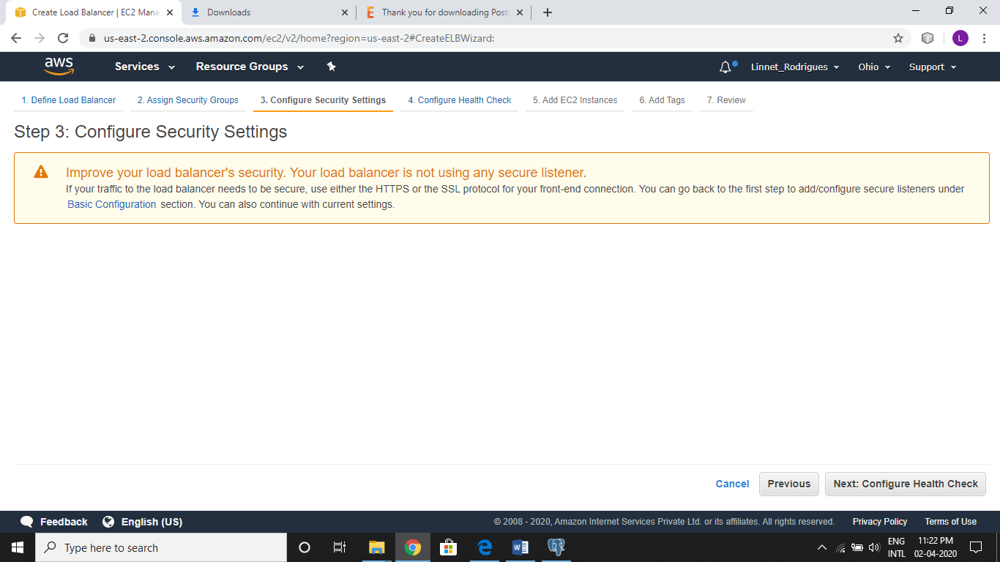 Create Load Balancer | EC2 Mana
Downloads
Thank you for downloading Post
us-east-2.console.aws.amazon.com/ec2/v2/home?region=us-east-2#CreateELBWizard:
L
aws Services Resource Groups Linnet_Rodrigues Ohio Support
1. Define Load Balancer 2. Assign Security Groups 3. Configure Security Settings 4. Configure Health Check 5. Add EC2 Instances 6. Add Tags 7. Review
Step 3: Configure Security Settings
Improve your load balancer's security. Your load balancer is not using any secure listener.
If your traffic to the load balancer needs to be secure, use either the HTTPS or the SSL protocol for your front-end connection. You can go back to the first step to add/configure secure listeners under
Basic Configuration section. You can also continue with current settings.
Cancel Previous Next: Configure Health Check
Feedback English (US) © 2008 - 2020, Amazon Internet Services Private Ltd. or its affiliates. All rights reserved. Privacy Policy Terms of Use
Type here to search
ENG
INTL
11:22 PM
02-04-2020